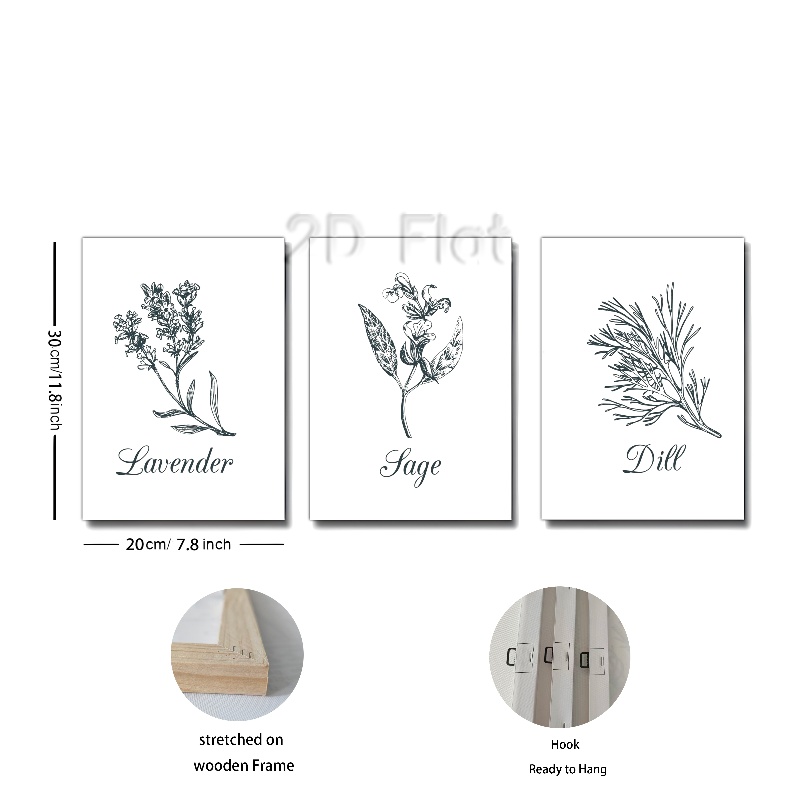 2D Flat
30cm/11.8inch
Lavender
Sage
Dill
20cm/ 7.8 inch
stretched on
wooden Frame
Hook
Ready to Hang